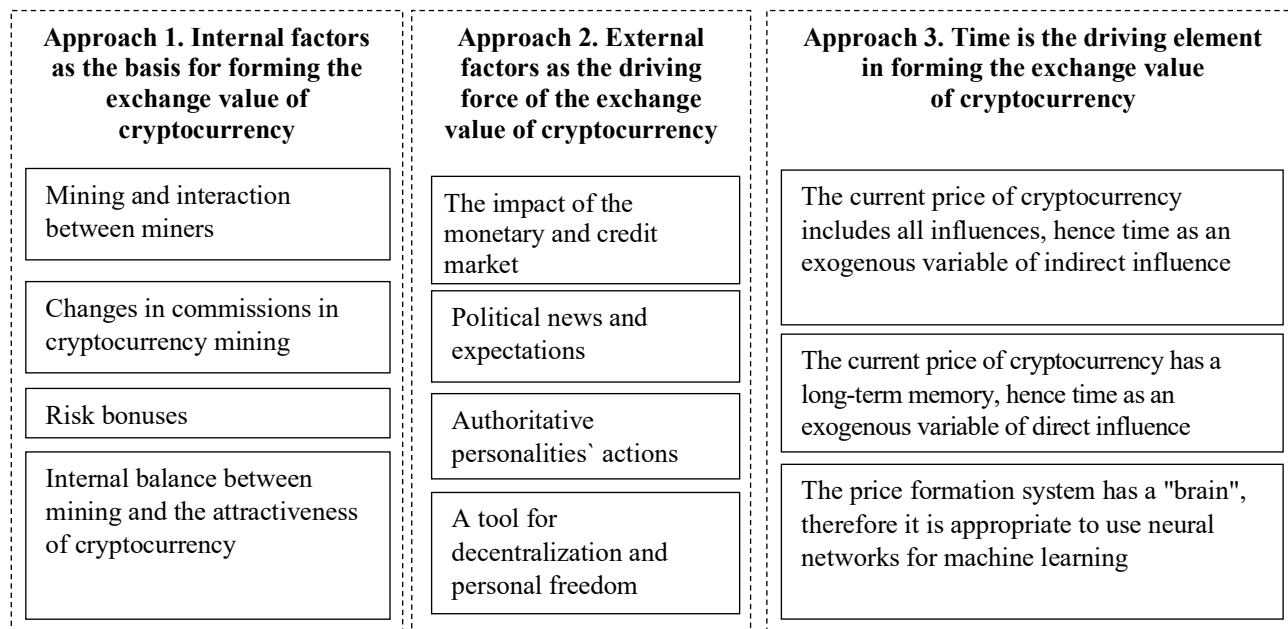 Approach 1. Internal factors
as the basis for forming the
exchange value of
cryptocurrency
Mining and interaction
between miners
Changes in commissions in
cryptocurrency mining
Risk bonuses
Internal balance between
mining and the attractiveness
of cryptocurrency
Approach 2. External
factors as the driving
force of the exchange
value of cryptocurrency
The impact of the
monetary and credit
market
Political news and
expectations
Authoritative
personalities` actions
A tool for
decentralization and
personal freedom
Approach 3. Time is the driving element
in forming the exchange value
of cryptocurrency
The current price of cryptocurrency
includes all influences, hence time as an
exogenous variable of indirect influence
The current price of cryptocurrency has a
long-term memory, hence time as an
exogenous variable of direct influence
The price formation system has a "brain",
therefore it is appropriate to use neural
networks for machine learning